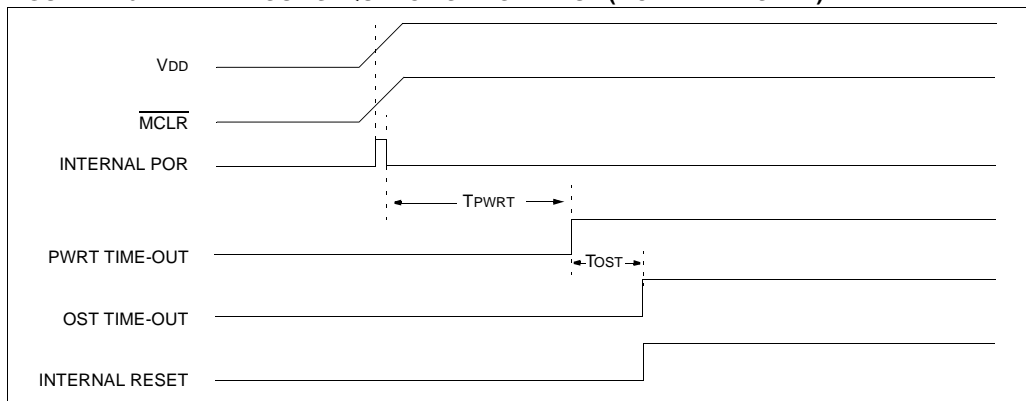 VDD
MCLR
INTERNAL POR
TPWRT
PWRT TIME-OUT
TOST
OST TIME-OUT
INTERNAL RESET